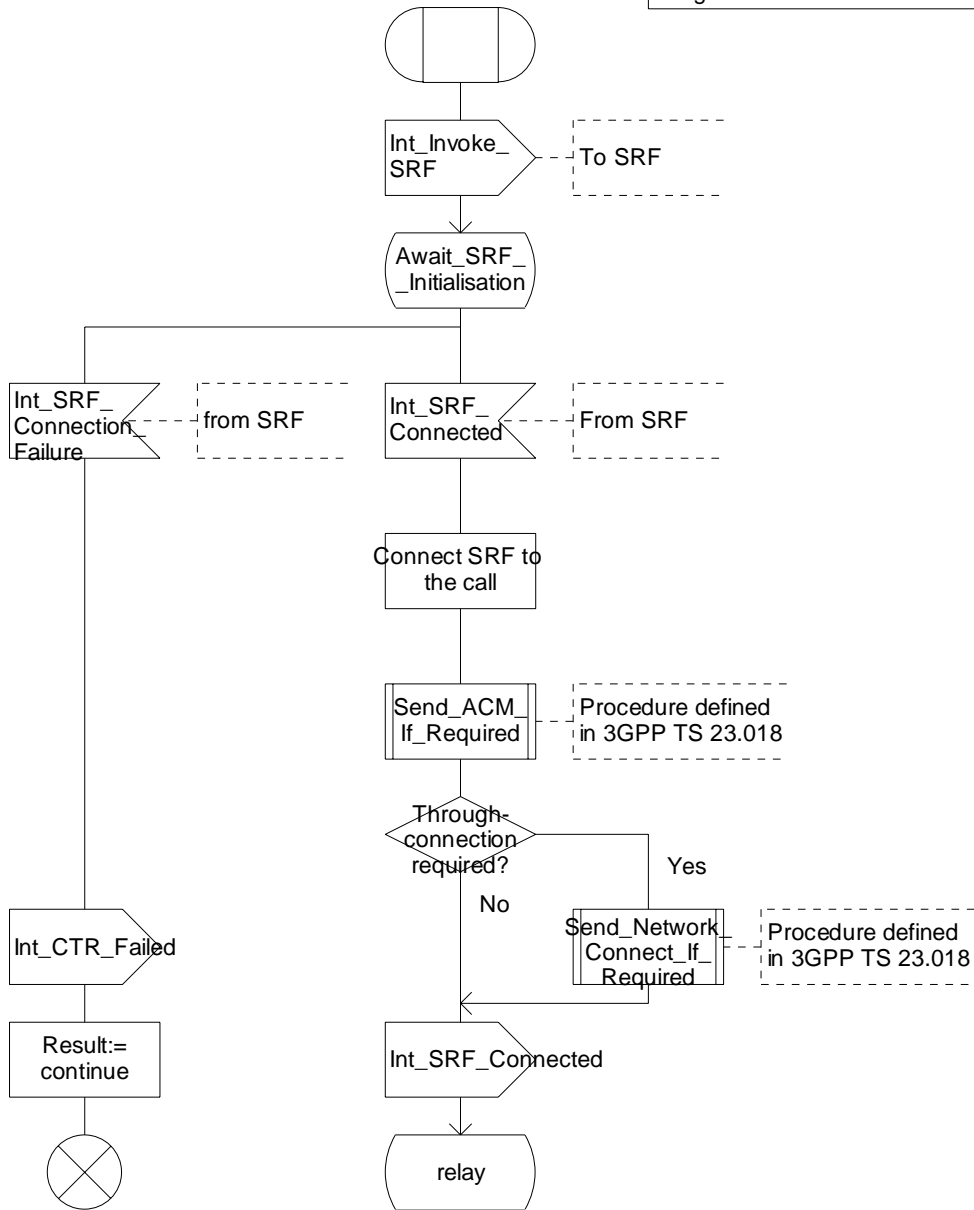 Int_Invoke_
SRF
To SRF
Await_SRF_
_Initialisation
Int_SRF_
Connection_
Failure
from SRF
Int_SRF_
Connected
From SRF
Connect SRF to
the call
Send_ACM_
If_Required
Procedure defined
in 3GPP TS 23.018
Through-
connection
required?
Yes
No
Int_CTR_Failed
Send_Network_
Connect_If_
Required
Procedure defined
in 3GPP TS 23.018
Result:=
continue
Int_SRF_Connected
relay